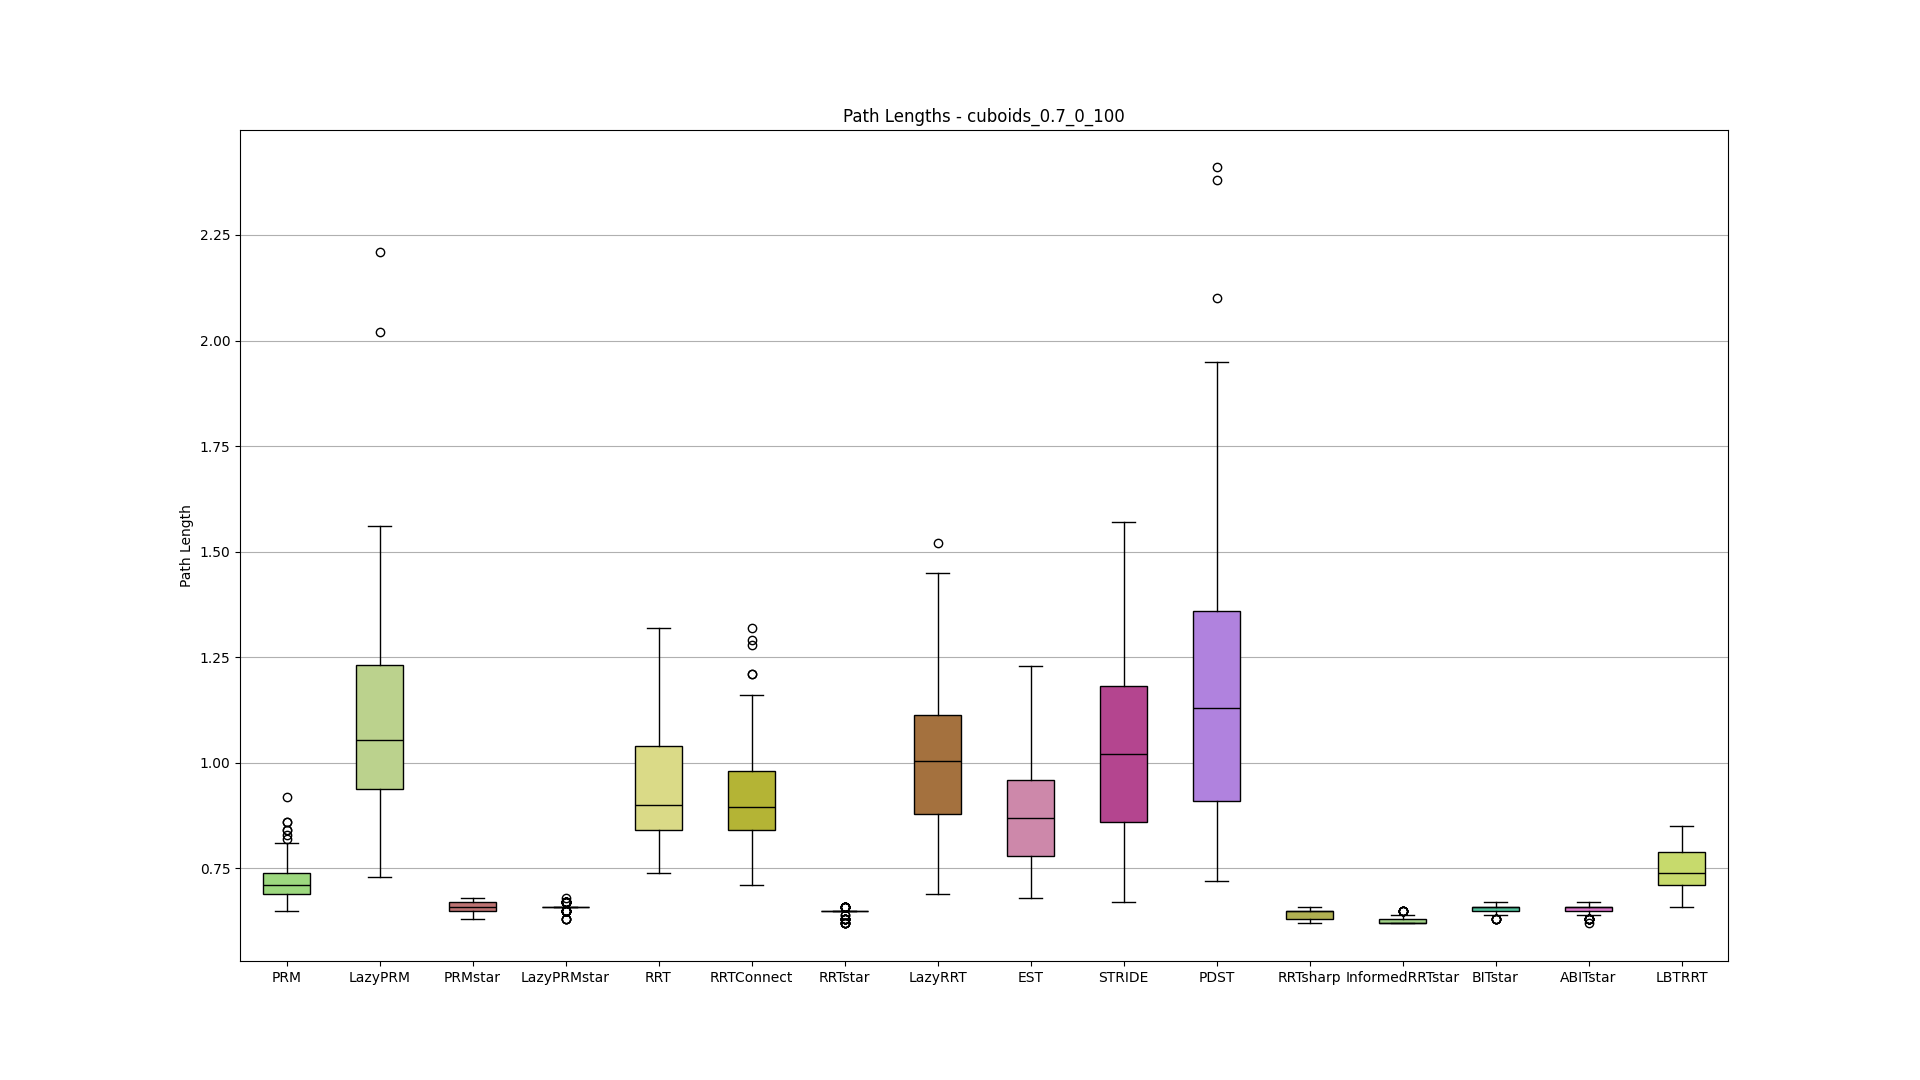 Path Lengths - cuboids_0.7_0_100
Path Length
2.25
2.00
1.75
1.50
1.25
1.00
0.75
PRM LazyPRM PRMstar LazyPRMstar RRT RRTConnect RRTstar LazyRRT EST STRIDE PDST RRTsharp InformedRRTstar BITstar ABITstar LBTRRT